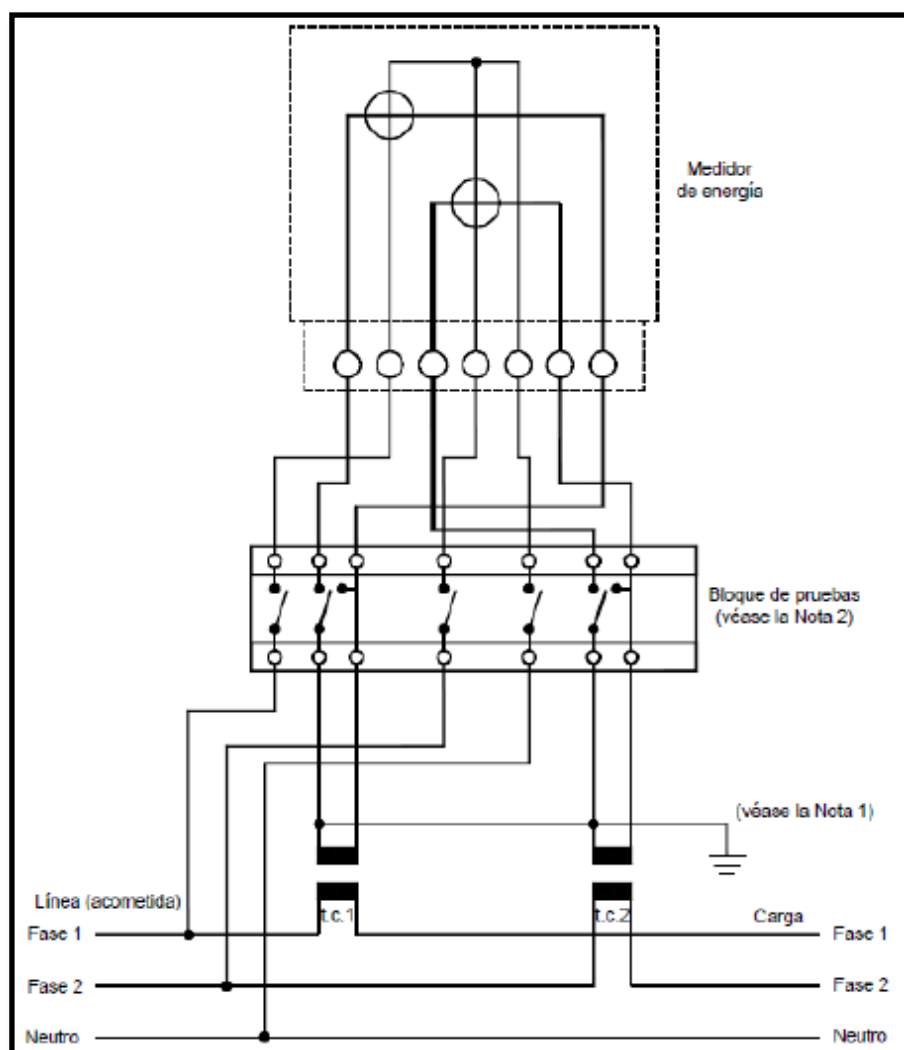 Medidor
de energía
Bloque de pruebas
(véase la Nota 2)
(véase la Nota 1)
Línea (acometida)
t.c.1
t.c.2
Carga
Fase 1
Fase 1
Fase 2
Fase 2
Neutro
Neutro